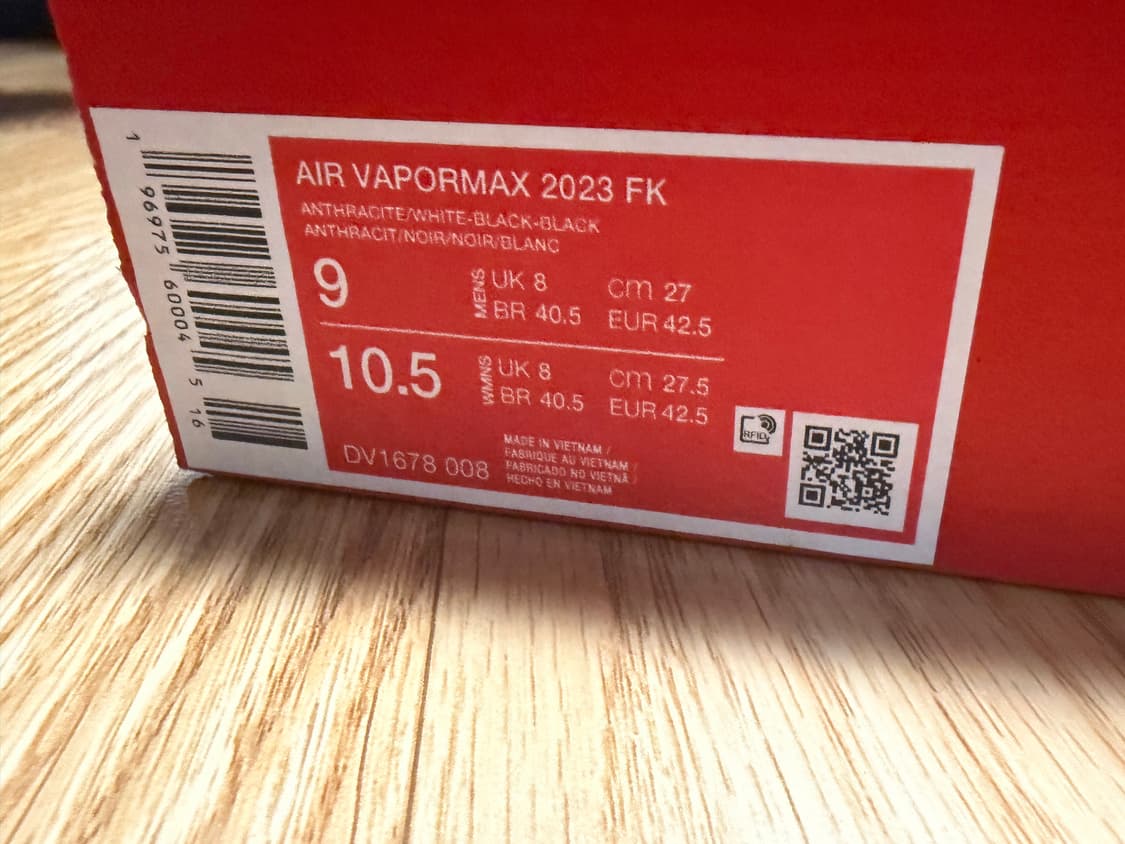 AIR VAPORMAX 2023 FK
ANTHRACITE/WHITE-BLACK-BLACK
ANTHRACIT/NOIR/NOIR/BLANC
9 MENS UK 8 cm 27
BR 40.5 EUR 42.5
10.5 WMNS UK 8 cm 27.5
BR 40.5 EUR 42.5
DV1678 008
MADE IN VIETNAM /
FABRIQUE AU VIETNAM /
FABRICADO NO VIETNÃ /
HECHO EN VIETNAM
RFID
1 96975 60004 5 16